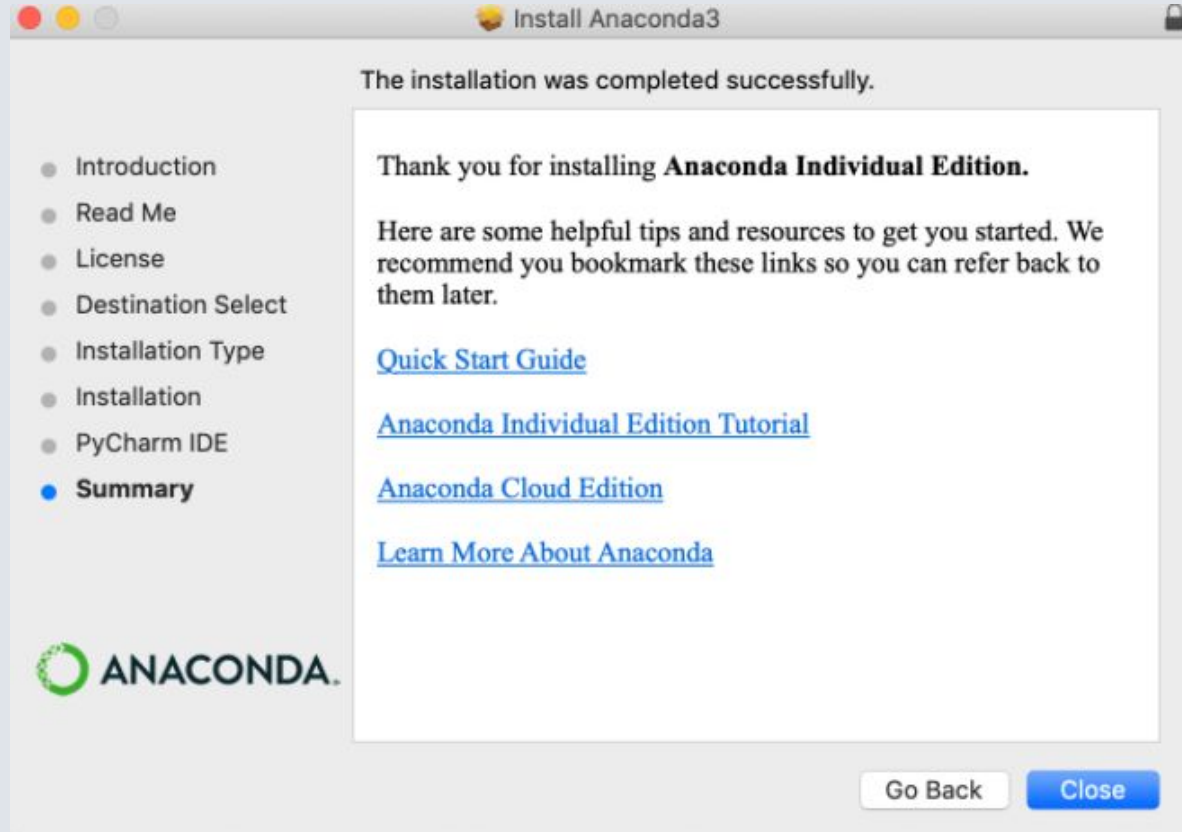 Install Anaconda3
The installation was completed successfully.
Introduction
Read Me
License
Destination Select
Installation Type
Installation
PyCharm IDE
Summary
ANANCONDA.
Thank you for installing Anaconda Individual Edition.
Here are some helpful tips and resources to get you started. We
recommend you bookmark these links so you can refer back to
them later.
Quick Start Guide
Anaconda Individual Edition Tutorial
Anaconda Cloud Edition
Learn More About Anaconda
Go Back
Close